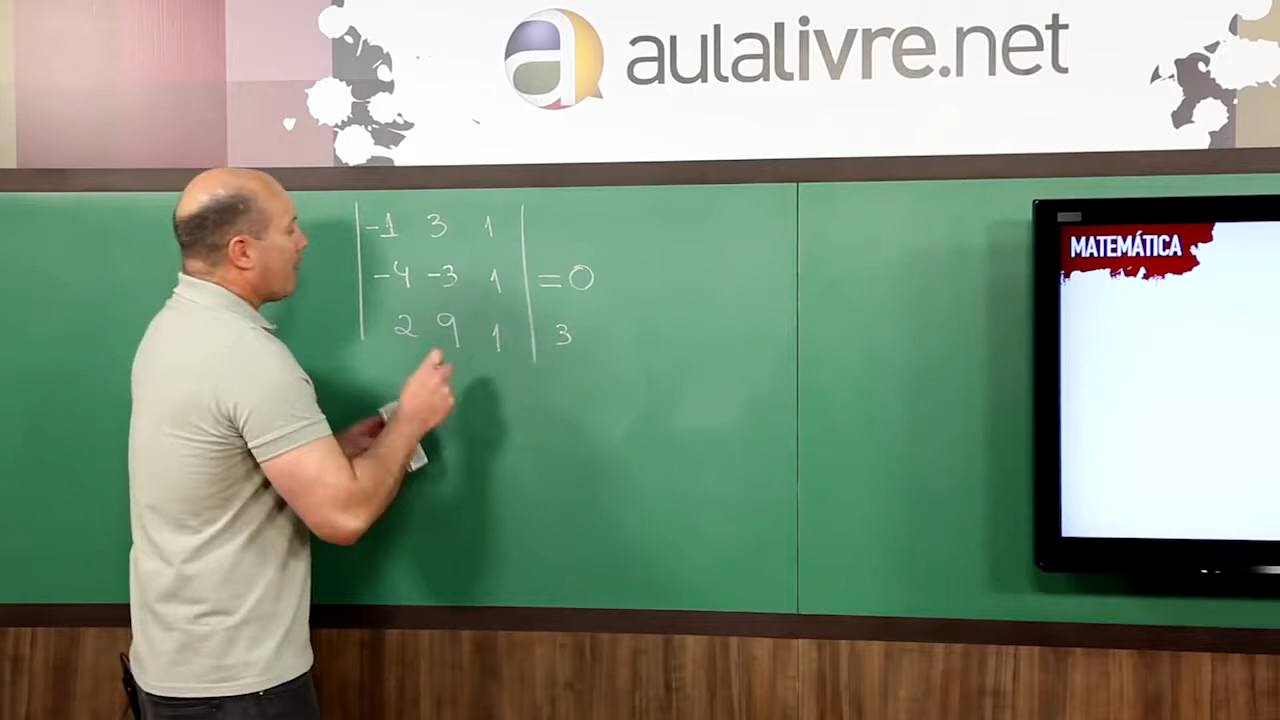 aulalivre.net
MATEMÁTICA
-1 3 1
-4 -3 1 = 0
2 9 1 3